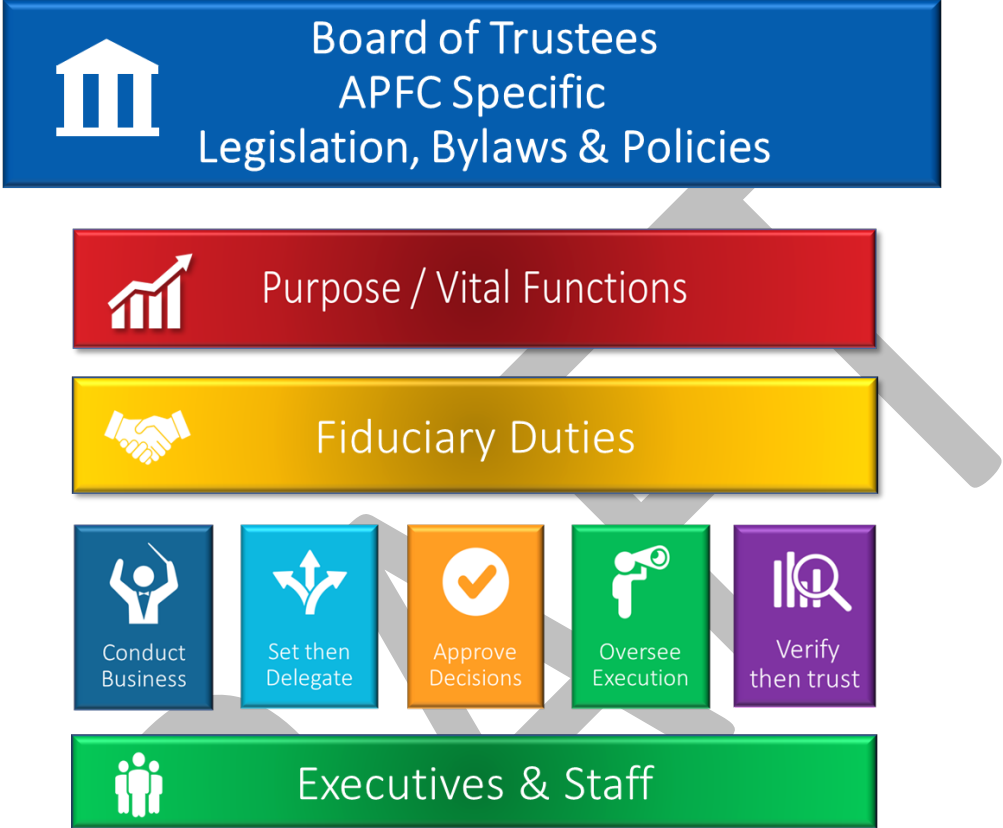 Board of Trustees
APFC Specific
Legislation, Bylaws & Policies
Purpose / Vital Functions
Fiduciary Duties
Conduct
Business
Set then
Delegate
Approve
Decisions
Oversee
Execution
Verify
then trust
Executives & Staff